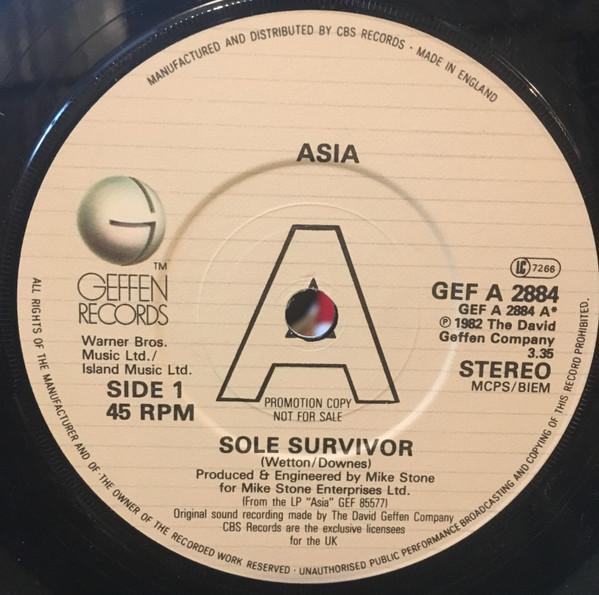 MANUFACTURED AND DISTRIBUTED BY CBS RECORDS · MADE IN ENGLAND
ASIA
G
TM
GEFFEN
RECORDS
Warner Bros.
Music Ltd./
Island Music Ltd.
SIDE 1
45 RPM
A
PROMOTION COPY
NOT FOR SALE
LC 7266
GEF A 2884
GEF A 2884 A*
℗ 1982 The David
Geffen Company
3.35
STEREO
MCPS/BIEM
SOLE SURVIVOR
(Wetton/Downes)
Produced & Engineered by Mike Stone
for Mike Stone Enterprises Ltd.
(From the LP "Asia" GEF 85577)
Original sound recording made by The David Geffen Company
CBS Records are the exclusive licensees
for the UK
ALL RIGHTS OF THE MANUFACTURER AND OF THE OWNER OF THE RECORDED WORK RESERVED · UNAUTHORISED PUBLIC PERFORMANCE BROADCASTING AND COPYING OF THIS RECORD PROHIBITED.